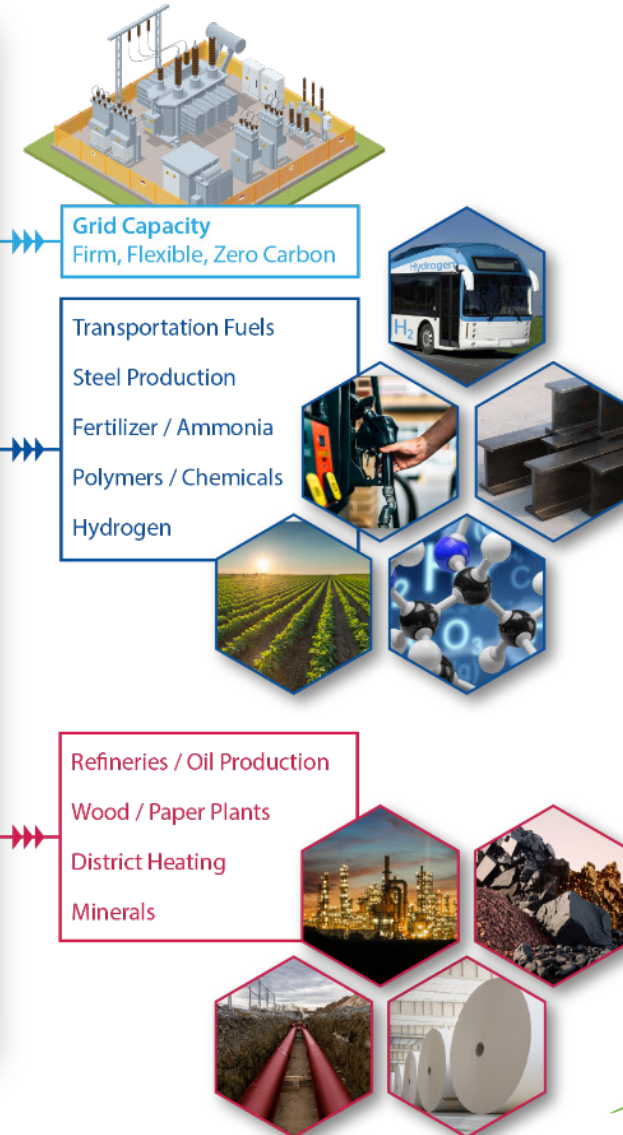 Grid Capacity
Firm, Flexible, Zero Carbon
Hydrogen
H2
Transportation Fuels
Steel Production
Fertilizer / Ammonia
Polymers / Chemicals
Hydrogen
O3
Refineries / Oil Production
Wood / Paper Plants
District Heating
Minerals